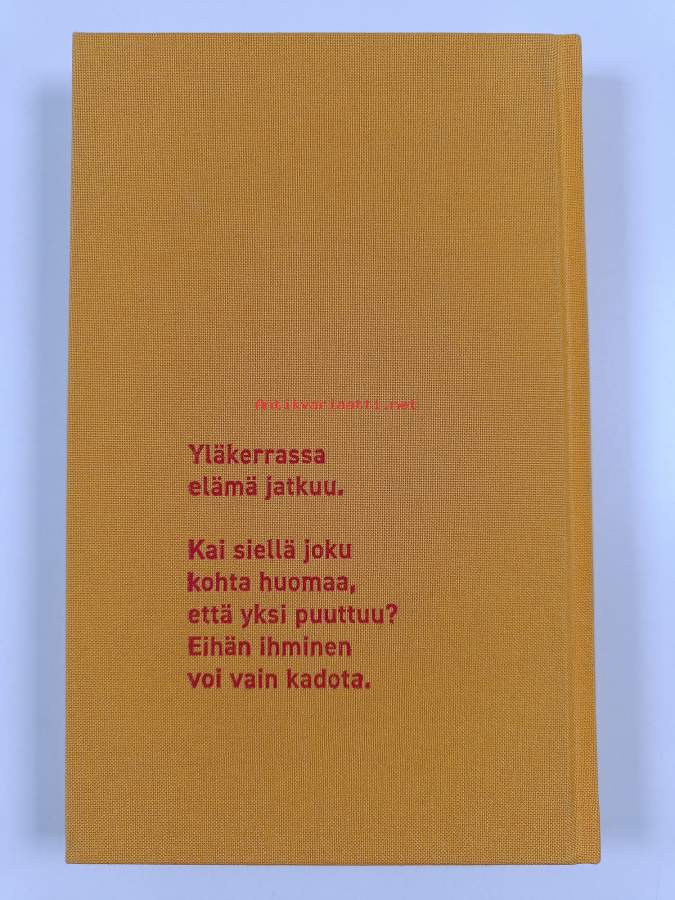 Antikvariaatti.net
Yläkerrassa
elämä jatkuu.
Kai siellä joku
kohta huomaa,
että yksi puuttuu?
Eihän ihminen
voi vain kadota.